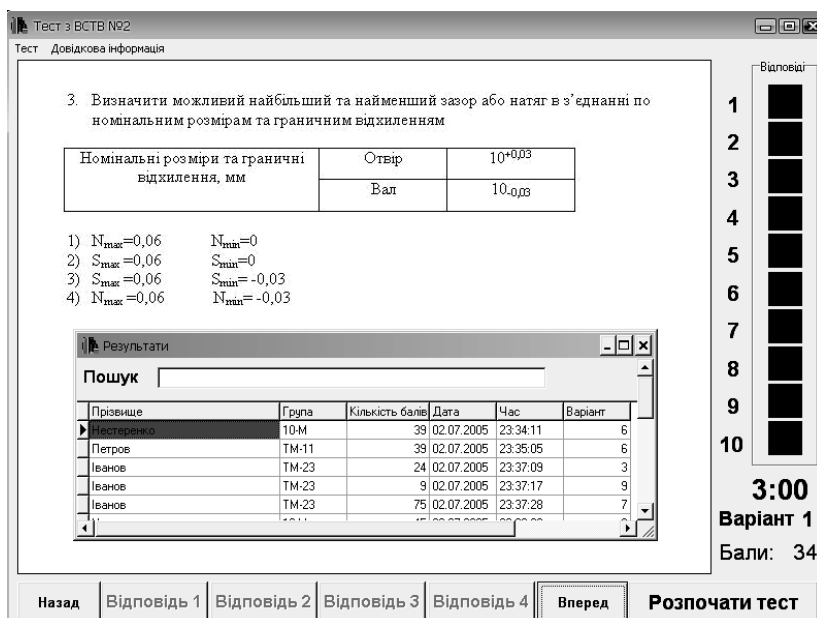 Тест з ВСТВ №2
Тест Довідкова інформація
3. Визначити можливий найбільший та найменший зазор або натяг в з’єднанні по
номінальним розмірам та граничним відхиленням
Номінальні розміри та граничні
відхилення, мм
Отвір 10+0,03
Вал 10-0,03
1) Nmax=0,06 Nmin=0
2) Smax=0,06 Smin=0
3) Smax=0,06 Smin= -0,03
4) Nmax=0,06 Nmin= -0,03
Результати
Пошук
Прізвище Група Кількість балів Дата Час Варіант
Нестеренко 10-М 39 02.07.2005 23:34:11 6
Петров ТМ-11 39 02.07.2005 23:35:05 6
Іванов ТМ-23 24 02.07.2005 23:37:09 3
Іванов ТМ-23 9 02.07.2005 23:37:17 9
Іванов ТМ-23 75 02.07.2005 23:37:28 7
Відповіді
1
2
3
4
5
6
7
8
9
10
3:00
Варіант 1
Бали: 34
Назад Відповідь 1 Відповідь 2 Відповідь 3 Відповідь 4 Вперед Розпочати тест